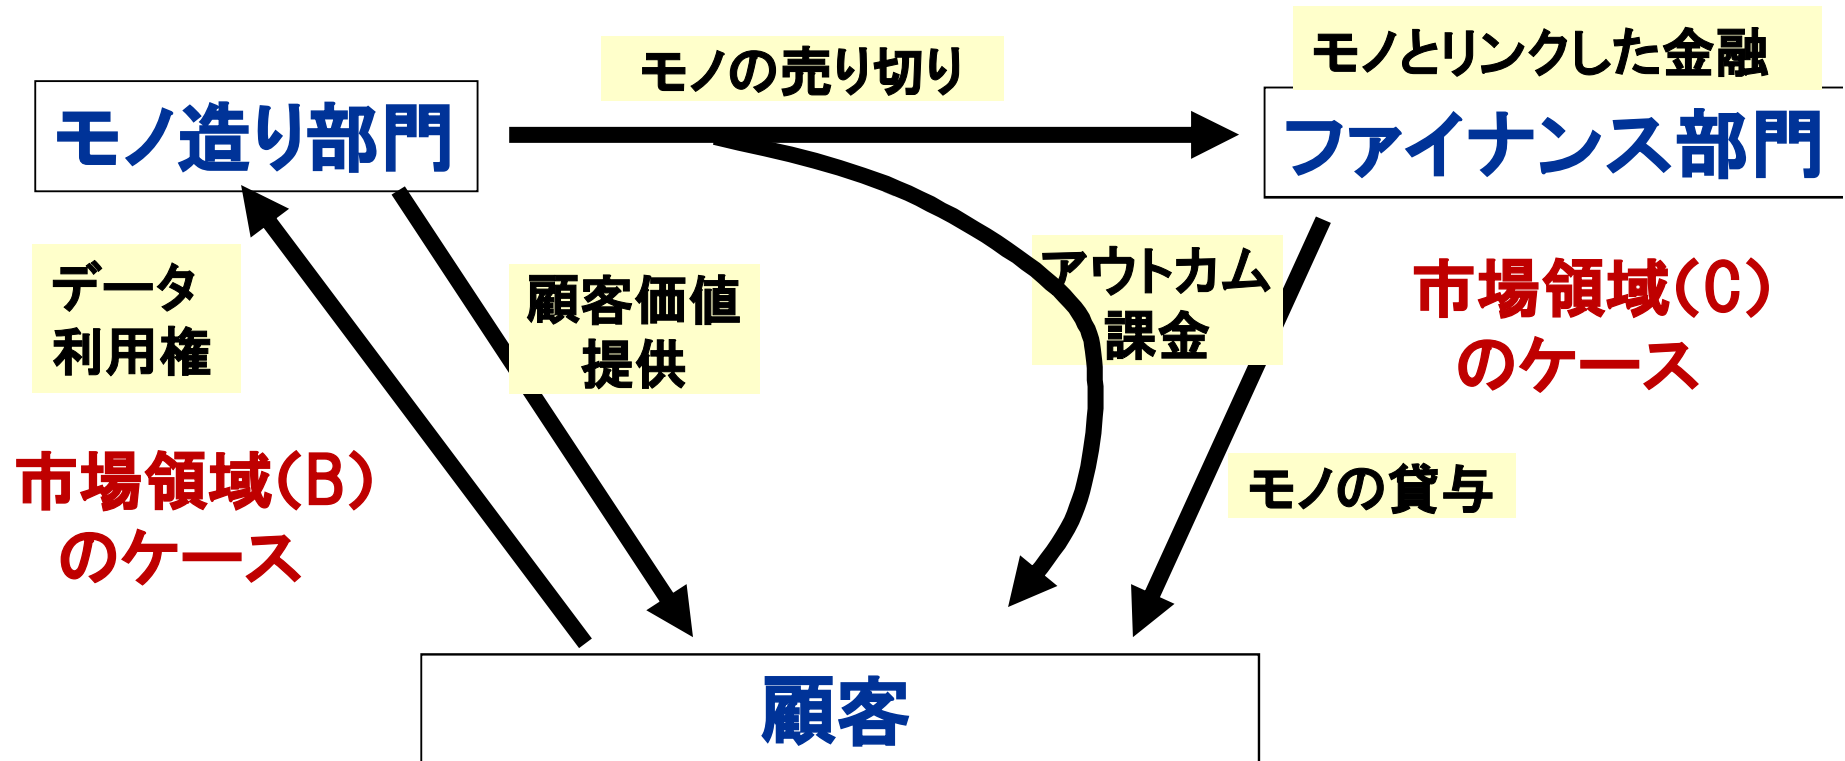 モノの売り切り
モノとリンクした金融
モノ造り部門
ファイナンス部門
データ
利用権
顧客価値
提供
アウトカム
課金
市場領域(C)
のケース
市場領域(B)
のケース
モノの貸与
顧客